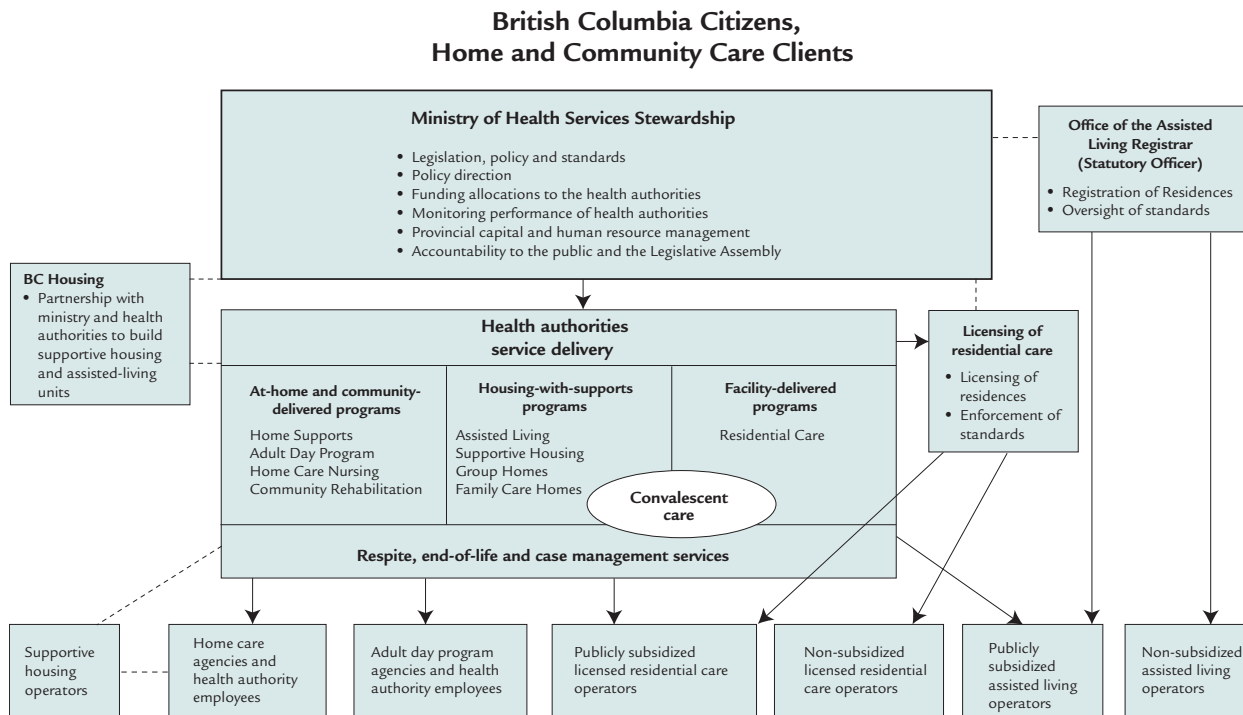 British Columbia Citizens,
Home and Community Care Clients
Ministry of Health Services Stewardship
• Legislation, policy and standards
• Policy direction
• Funding allocations to the health authorities
• Monitoring performance of health authorities
• Provincial capital and human resource management
• Accountability to the public and the Legislative Assembly
Office of the Assisted
Living Registrar
(Statutory Officer)
• Registration of Residences
• Oversight of standards
BC Housing
• Partnership with
ministry and health
authorities to build
supportive housing
and assisted-living
units
Health authorities
service delivery
At-home and community-
delivered programs
Home Supports
Adult Day Program
Home Care Nursing
Community Rehabilitation
Housing-with-supports
programs
Assisted Living
Supportive Housing
Group Homes
Family Care Homes
Facility-delivered
programs
Residential Care
Convalescent
care
Respite, end-of-life and case management services
Licensing of
residential care
• Licensing of
residences
• Enforcement of
standards
Supportive
housing
operators
Home care
agencies and
health authority
employees
Adult day program
agencies and health
authority employees
Publicly subsidized
licensed residential care
operators
Non-subsidized
licensed residential
care operators
Publicly
subsidized
assisted living
operators
Non-subsidized
assisted living
operators